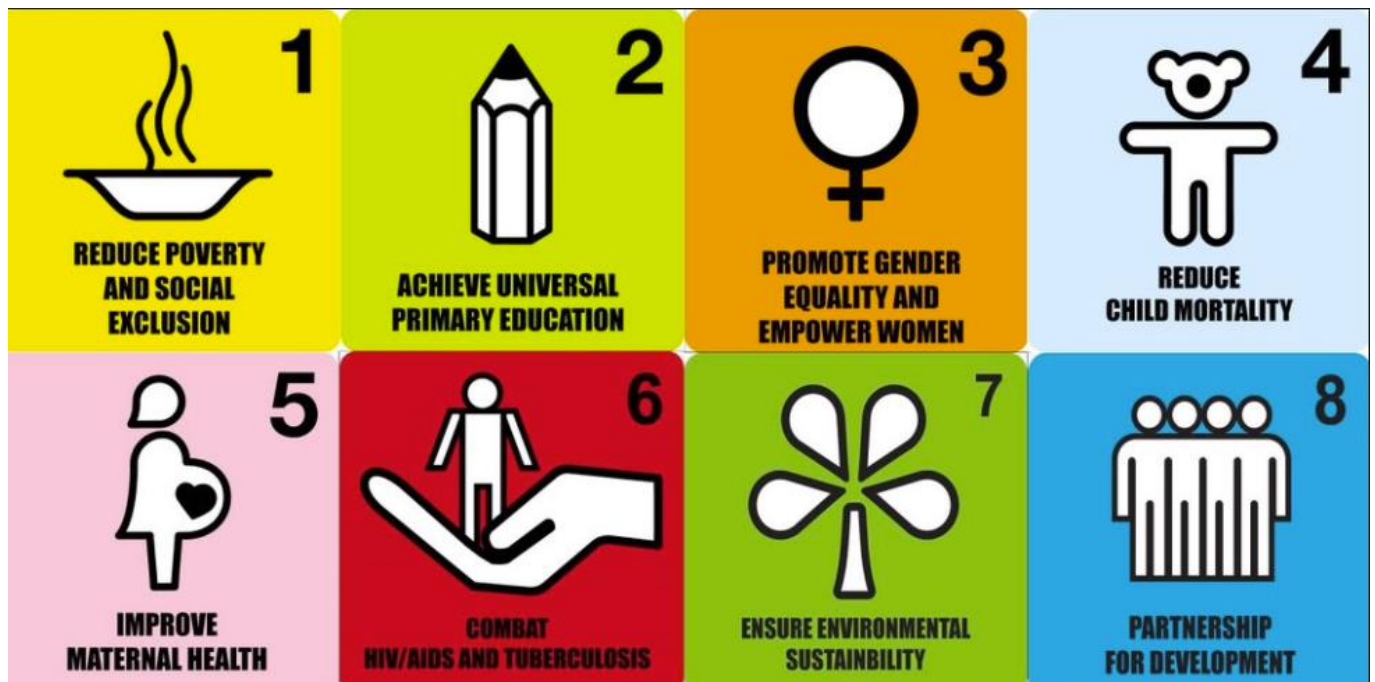 1
REDUCE POVERTY
AND SOCIAL
EXCLUSION
2
ACHIEVE UNIVERSAL
PRIMARY EDUCATION
3
PROMOTE GENDER
EQUALITY AND
EMPOWER WOMEN
4
REDUCE
CHILD MORTALITY
5
IMPROVE
MATERNAL HEALTH
6
COMBAT
HIV/AIDS AND TUBERCULOSIS
7
ENSURE ENVIRONMENTAL
SUSTAINBILITY
8
PARTNERSHIP
FOR DEVELOPMENT